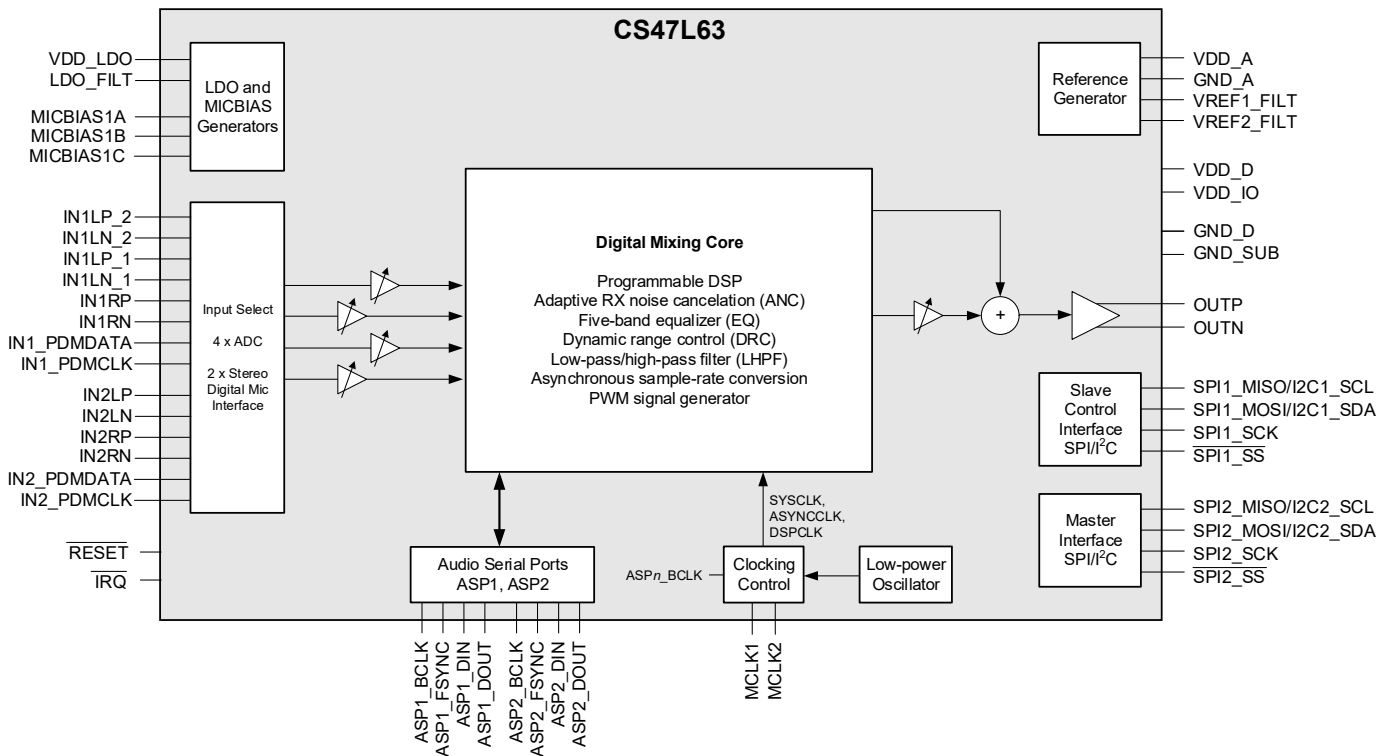 CS47L63
VDD_LDO
LDO_FILT
MICBIAS1A
MICBIAS1B
MICBIAS1C
LDO and
MICBIAS
Generators
Reference
Generator
VDD_A
GND_A
VREF1_FILT
VREF2_FILT
VDD_D
VDD_IO
GND_D
GND_SUB
IN1LP_2
IN1LN_2
IN1LP_1
IN1LN_1
IN1RP
IN1RN
IN1_PDMDATA
IN1_PDMCLK
IN2LP
IN2LN
IN2RP
IN2RN
IN2_PDMDATA
IN2_PDMCLK
Input Select
4 x ADC
2 x Stereo
Digital Mic
Interface
Digital Mixing Core
Programmable DSP
Adaptive RX noise cancelation (ANC)
Five-band equalizer (EQ)
Dynamic range control (DRC)
Low-pass/high-pass filter (LHPF)
Asynchronous sample-rate conversion
PWM signal generator
+
OUTP
OUTN
Slave
Control
Interface
SPI/I²C
SPI1_MISO/I2C1_SCL
SPI1_MOSI/I2C1_SDA
SPI1_SCK
SPI1_SS
Master
Interface
SPI/I²C
SPI2_MISO/I2C2_SCL
SPI2_MOSI/I2C2_SDA
SPI2_SCK
SPI2_SS
RESET
IRQ
SYSCLK,
ASYNCCLK,
DSPCLK
Audio Serial Ports
ASP1, ASP2
ASPn_BCLK
Clocking
Control
Low-power
Oscillator
ASP1_BCLK
ASP1_FSYNC
ASP1_DIN
ASP1_DOUT
ASP2_BCLK
ASP2_FSYNC
ASP2_DIN
ASP2_DOUT
MCLK1
MCLK2